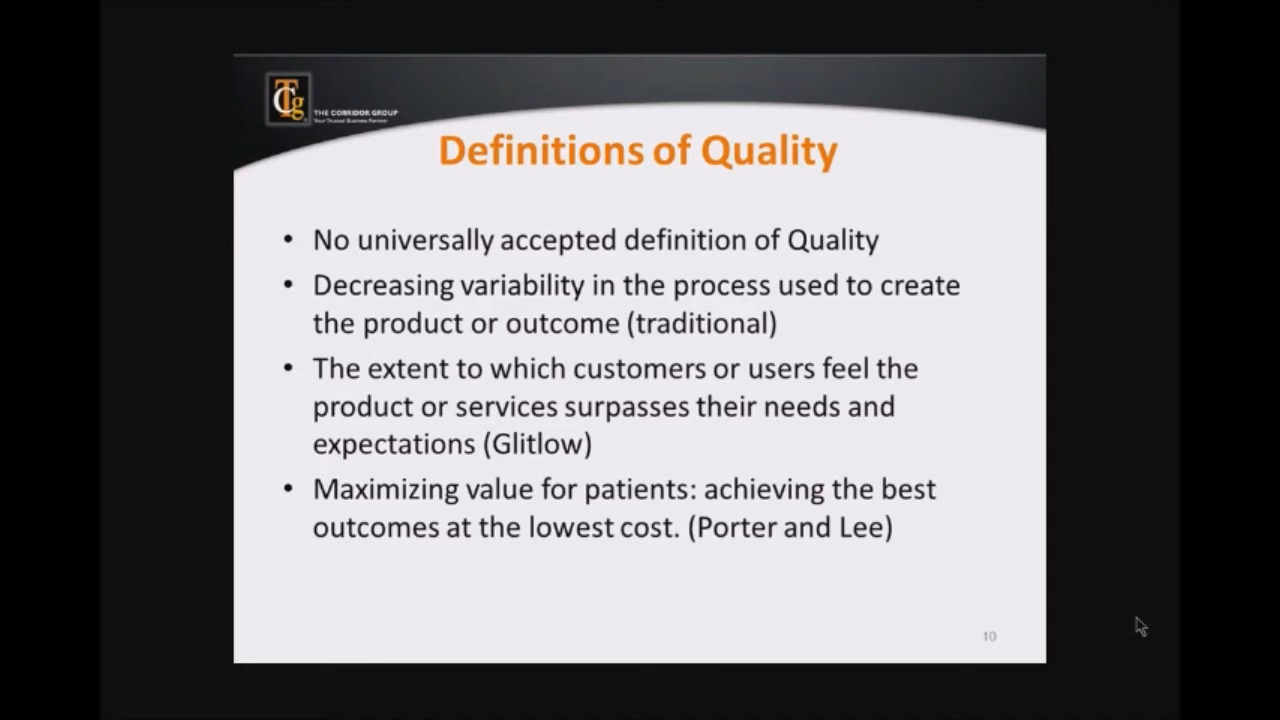 TCg
THE CORRIDOR GROUP
Your Trusted Business Partner
Definitions of Quality
• No universally accepted definition of Quality
• Decreasing variability in the process used to create
the product or outcome (traditional)
• The extent to which customers or users feel the
product or services surpasses their needs and
expectations (Glitlow)
• Maximizing value for patients: achieving the best
outcomes at the lowest cost. (Porter and Lee)
10